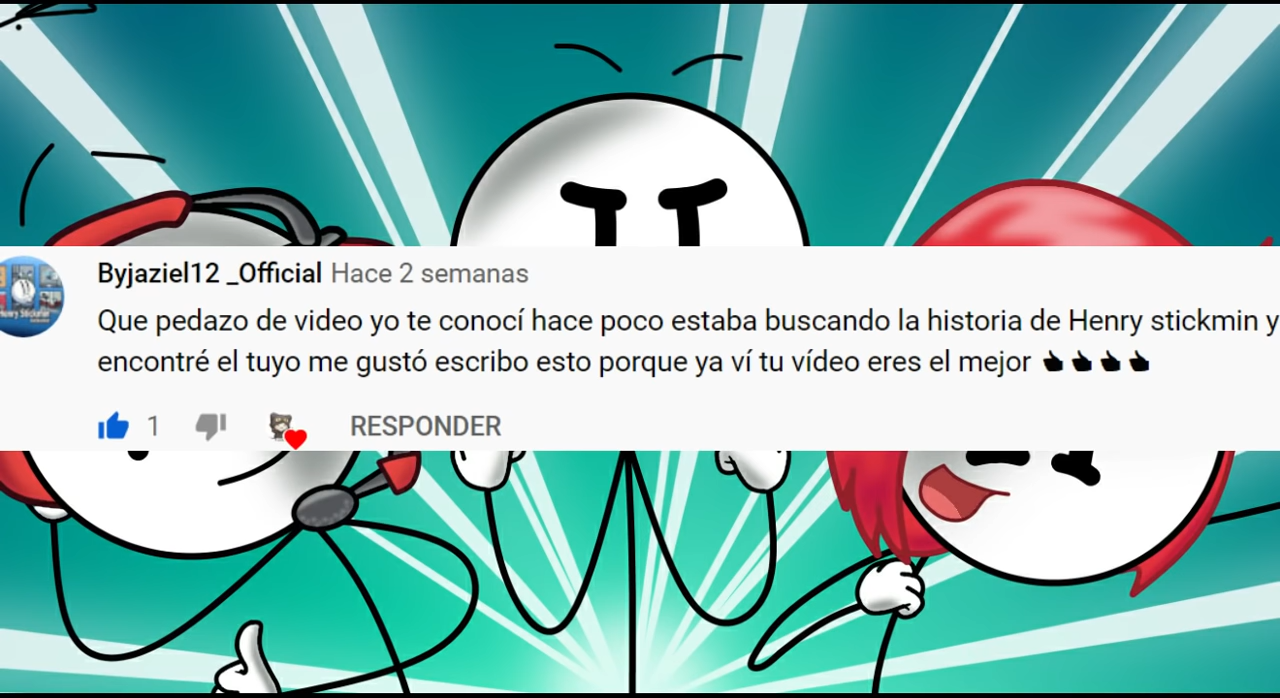 Byjaziel12 _Official Hace 2 semanas
Que pedazo de video yo te conocí hace poco estaba buscando la historia de Henry stickmin y
encontré el tuyo me gustó escribo esto porque ya ví tu vídeo eres el mejor 👍👍👍👍
1 RESPONDER
Henry Stickmin